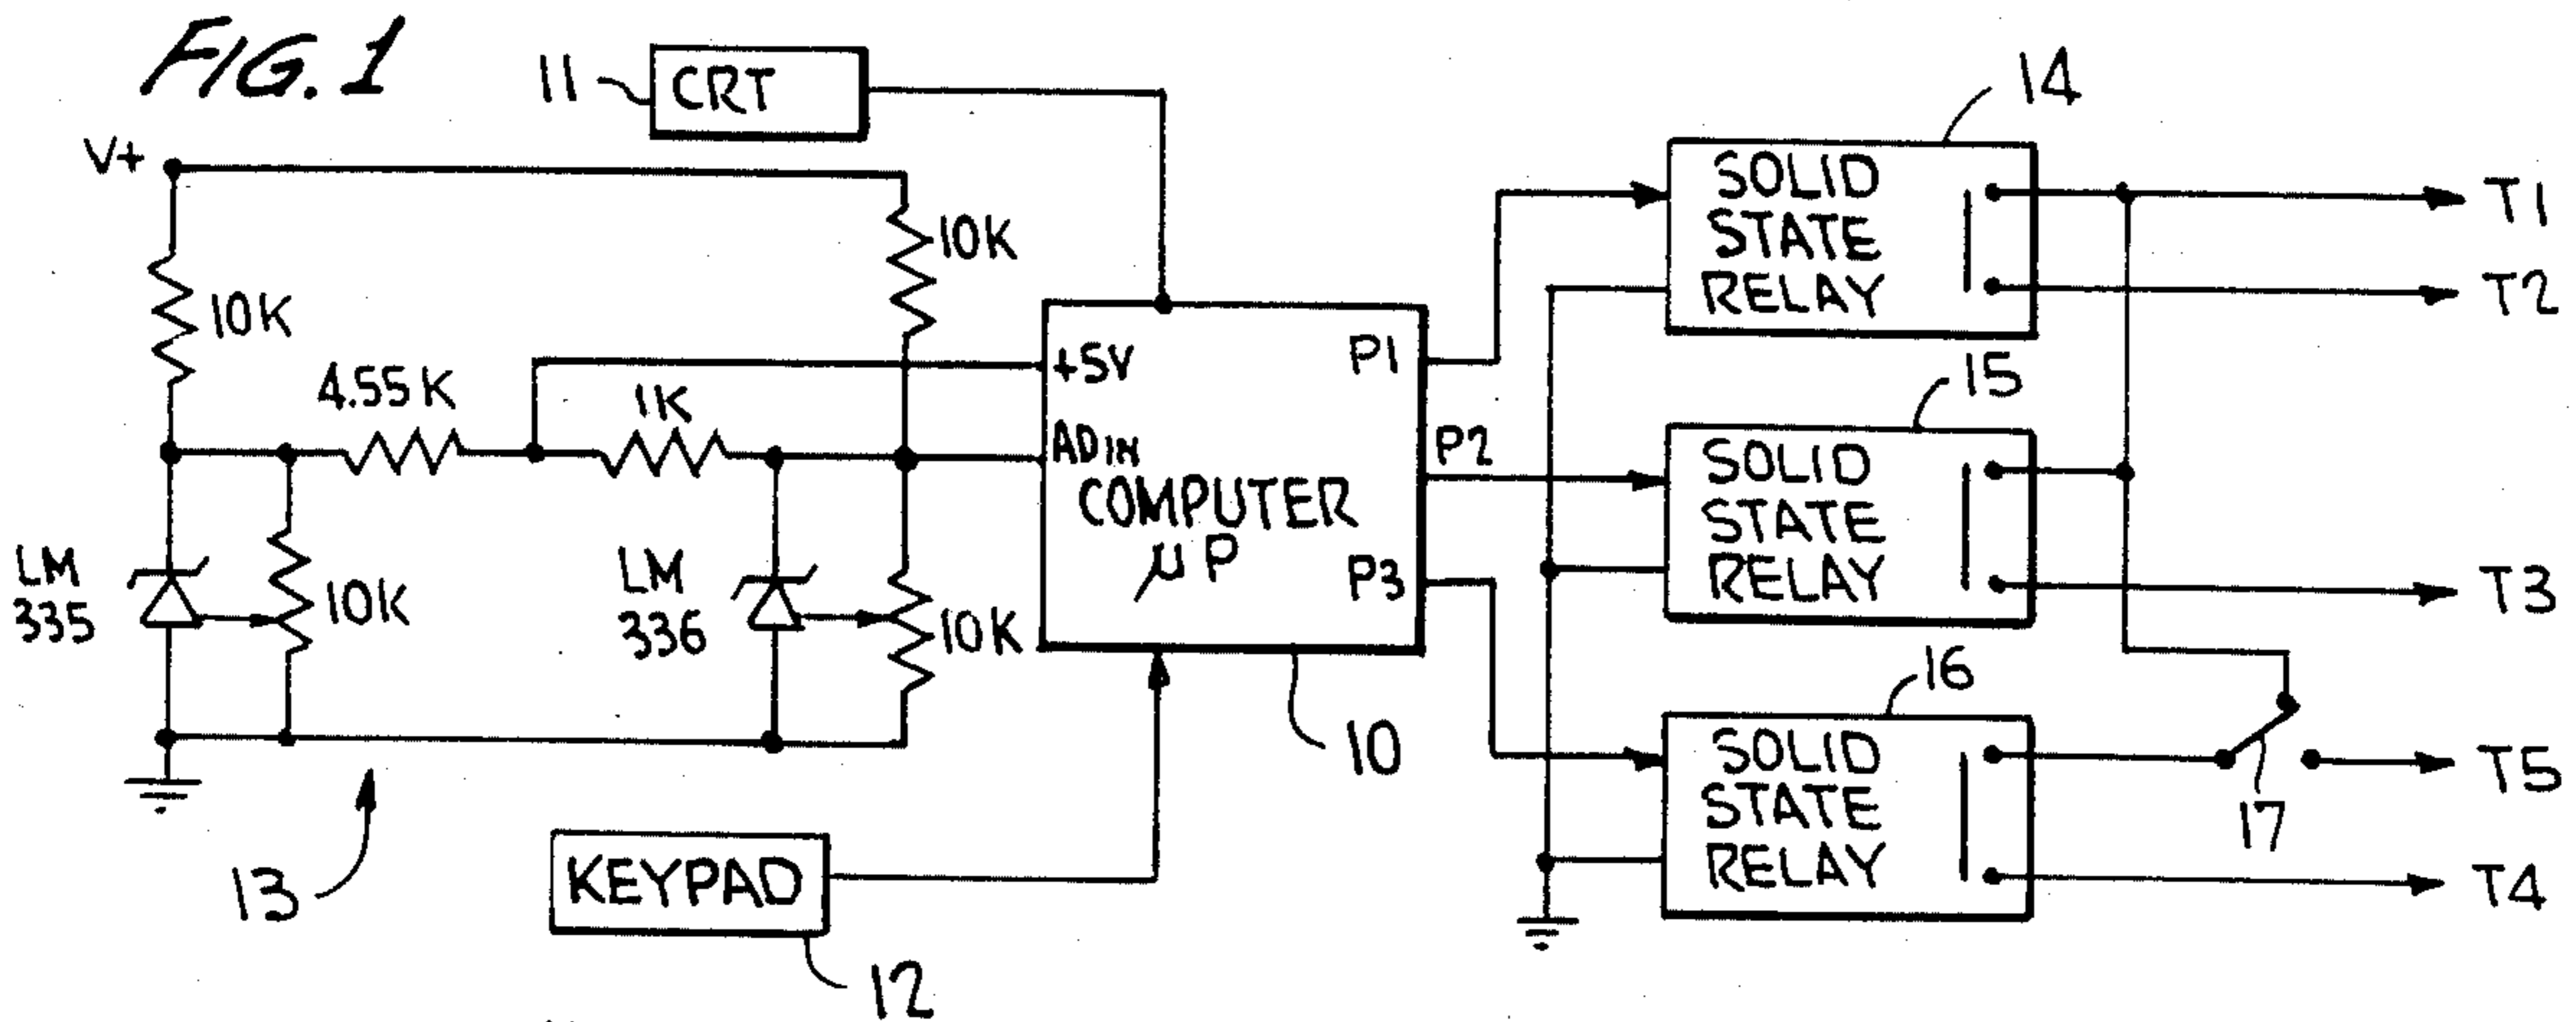 FIG. 1
11
CRT
14
V+
SOLID
STATE
RELAY
T1
T2
10K
10K
+5V
P1
4.55K
1K
15
ADIN
P2
SOLID
STATE
RELAY
COMPUTER
μP
LM
335
10K
LM
336
10K
P3
T3
16
10
SOLID
STATE
RELAY
T5
17
13
KEYPAD
T4
12